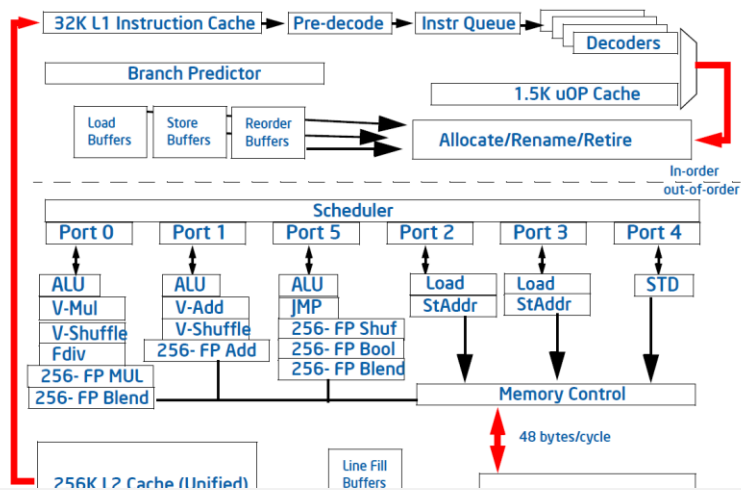 32K L1 Instruction Cache
Pre-decode
Instr Queue
Decoders
Branch Predictor
1.5K uOP Cache
Load
Buffers
Store
Buffers
Reorder
Buffers
Allocate/Rename/Retire
In-order
out-of-order
Scheduler
Port 0
Port 1
Port 5
Port 2
Port 3
Port 4
ALU
V-Mul
V-Shuffle
Fdiv
256- FP MUL
256- FP Blend
ALU
V-Add
V-Shuffle
256- FP Add
ALU
JMP
256- FP Shuf
256- FP Bool
256- FP Blend
Load
StAddr
Load
StAddr
STD
Memory Control
48 bytes/cycle
256K L2 Cache (Unified)
Line Fill
Buffers